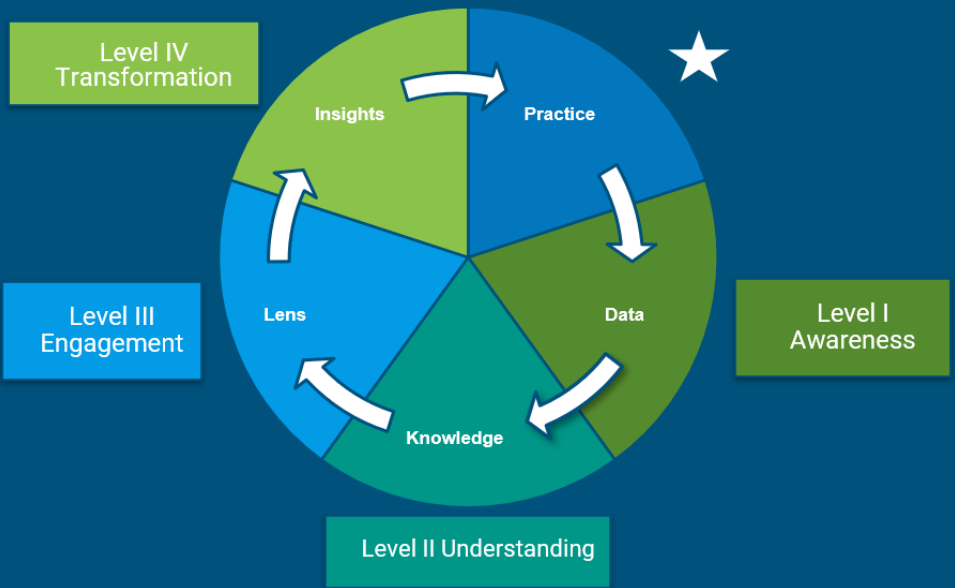 Level IV
Transformation
Insights
Practice
Level III
Engagement
Lens
Data
Level I
Awareness
Knowledge
Level II Understanding